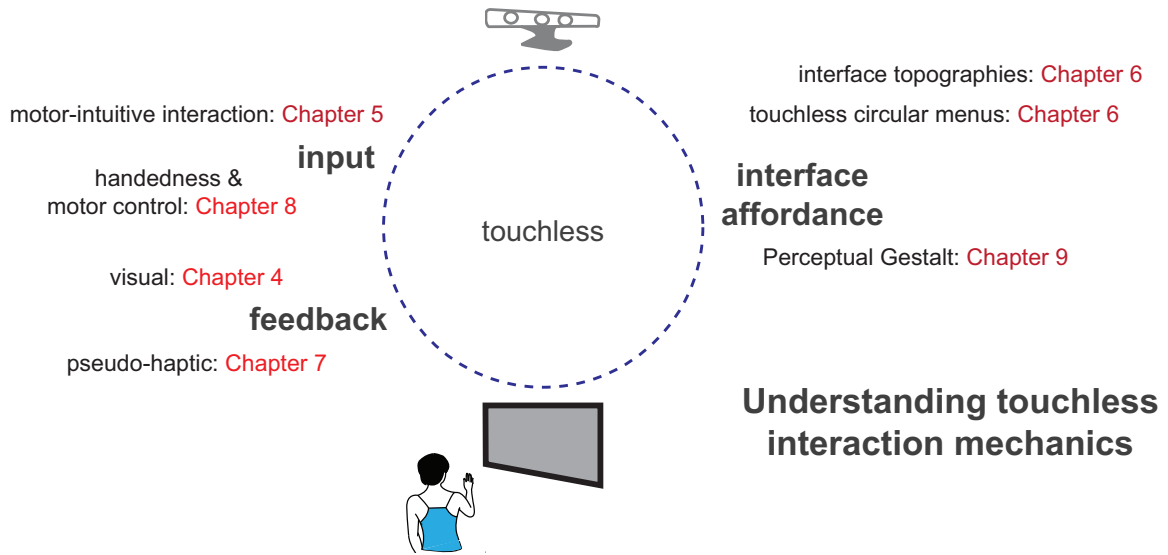 motor-intuitive interaction: Chapter 5
input
handedness &
motor control: Chapter 8
visual: Chapter 4
feedback
pseudo-haptic: Chapter 7
touchless
interface topographies: Chapter 6
touchless circular menus: Chapter 6
interface
affordance
Perceptual Gestalt: Chapter 9
Understanding touchless
interaction mechanics